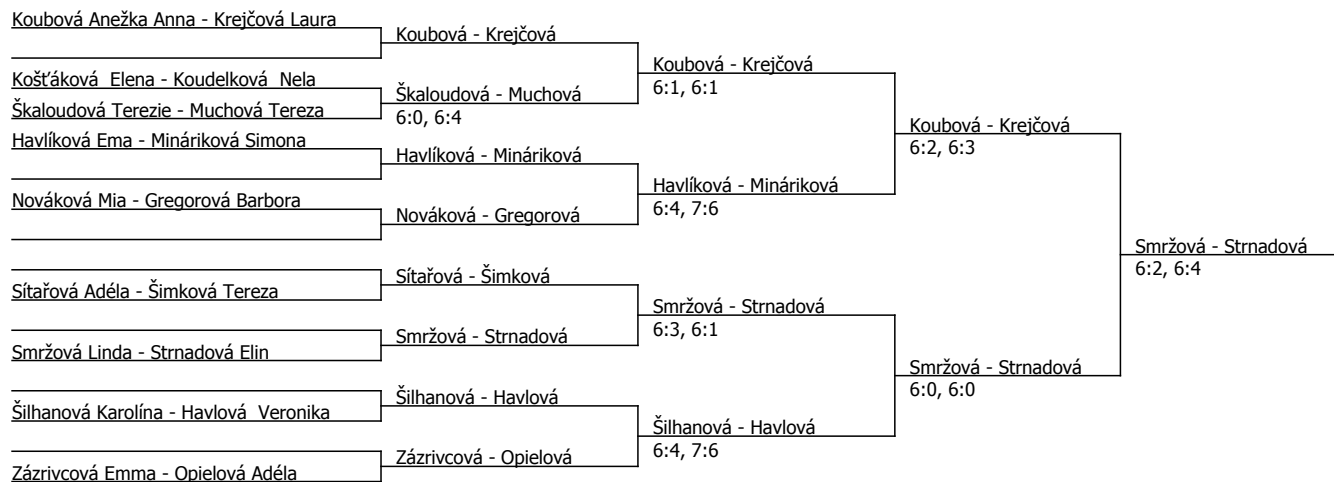 Koubová Anežka Anna - Krejčová Laura
Košťáková Elena - Koudelková Nela
Škaloudová Terezie - Muchová Tereza
Havlíková Ema - Mináriková Simona
Nováková Mia - Gregorová Barbora
Sítařová Adéla - Šimková Tereza
Smržová Linda - Strnadová Elin
Šilhanová Karolína - Havlová Veronika
Zázrivcová Emma - Opielová Adéla
Koubová - Krejčová
Škaloudová - Muchová
6:0, 6:4
Havlíková - Mináriková
Nováková - Gregorová
Sítařová - Šimková
Smržová - Strnadová
Šilhanová - Havlová
Zázrivcová - Opielová
Koubová - Krejčová
6:1, 6:1
Havlíková - Mináriková
6:4, 7:6
Smržová - Strnadová
6:3, 6:1
Šilhanová - Havlová
6:4, 7:6
Koubová - Krejčová
6:2, 6:3
Smržová - Strnadová
6:0, 6:0
Smržová - Strnadová
6:2, 6:4